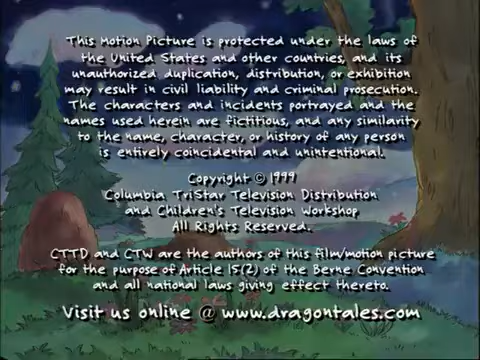 This Motion Picture is protected under the laws of
the United States and other countries, and its
unauthorized duplication, distribution, or exhibition
may result in civil liability and criminal prosecution.
The characters and incidents portrayed and the
names used herein are fictitious, and any similarity
to the name, character, or history of any person
is entirely coincidental and unintentional.
Copyright © 1999
Columbia TriStar Television Distribution
and Children's Television Workshop
All Rights Reserved.
CTTD and CTW are the authors of this film/motion picture
for the purpose of Article 15(2) of the Berne Convention
and all national laws giving effect thereto.
Visit us online @ www.dragontales.com